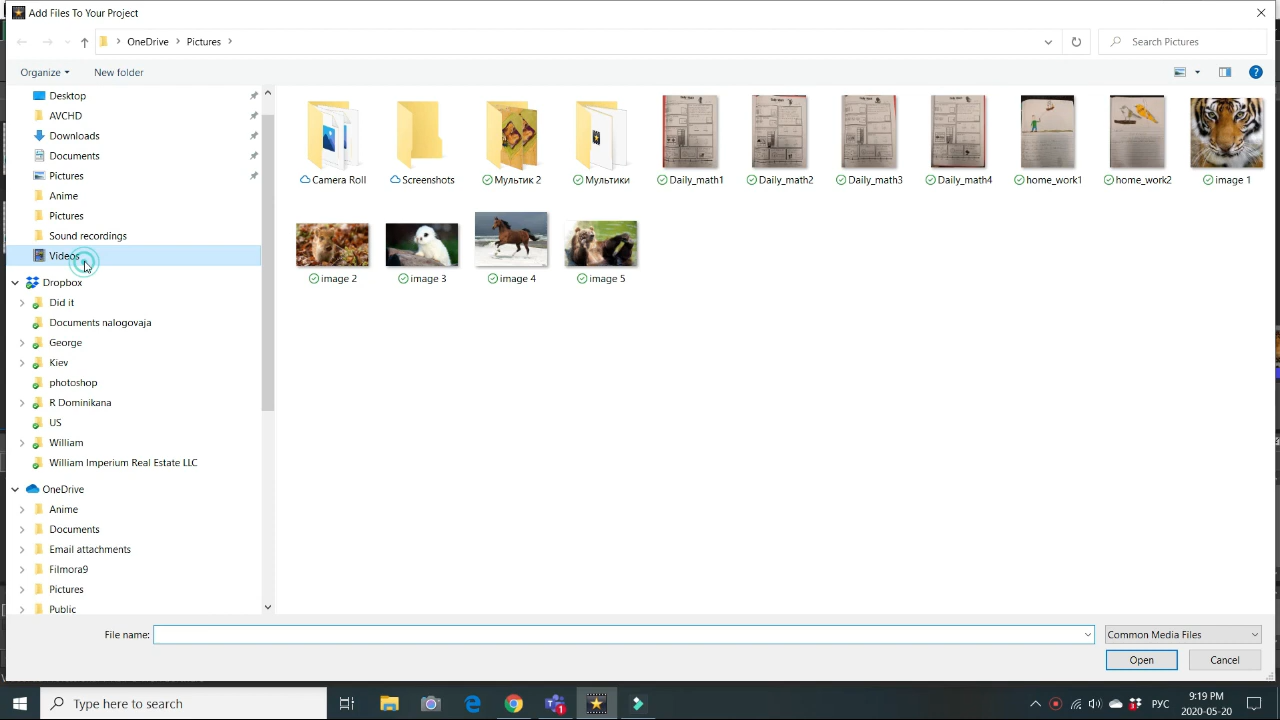 Add Files To Your Project
OneDrive
Pictures
Search Pictures
Organize
New folder
Desktop
AVCHD
Downloads
Documents
Pictures
Anime
Pictures
Sound recordings
Videos
Dropbox
Did it
Documents nalogovaja
George
Kiev
photoshop
R Dominikana
US
William
William Imperium Real Estate LLC
OneDrive
Anime
Documents
Email attachments
Filmora9
Pictures
Public
Camera Roll
Screenshots
Мультик 2
Мультики
Daily_math1
Daily_math2
Daily_math3
Daily_math4
home_work1
home_work2
image 1
image 2
image 3
image 4
image 5
File name:
Common Media Files
Open
Cancel
Type here to search
1
3
РУС
9:19 PM
2020-05-20